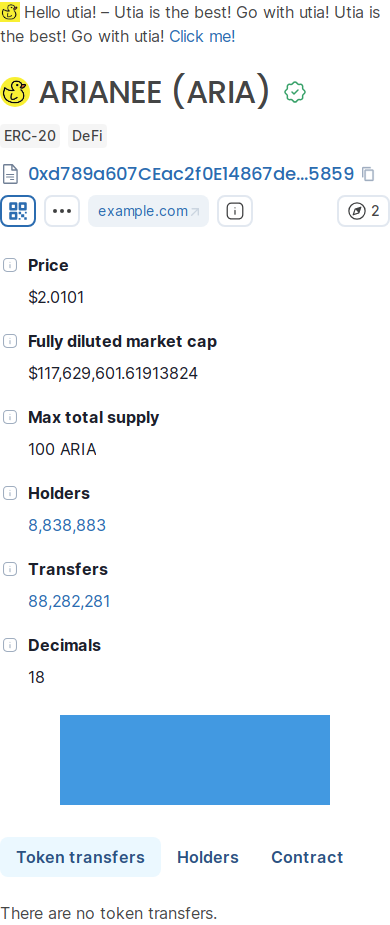 Hello utia! – Utia is the best! Go with utia! Utia is
the best! Go with utia! Click me!
ARIANEE (ARIA)
ERC-20 DeFi
0xd789a607CEac2f0E14867de...5859
example.com 2
Price
$2.0101
Fully diluted market cap
$117,629,601.61913824
Max total supply
100 ARIA
Holders
8,838,883
Transfers
88,282,281
Decimals
18
Token transfers Holders Contract
There are no token transfers.